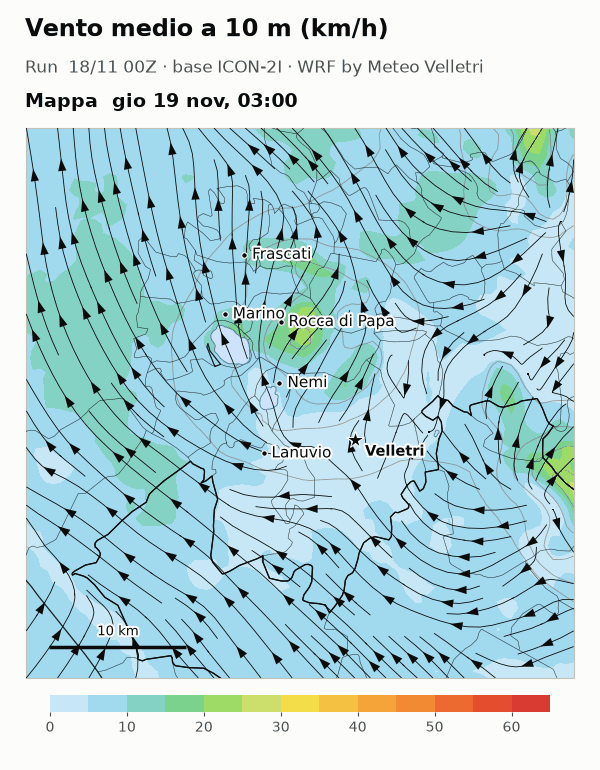 Vento medio a 10 m (km/h)
Run  18/11 00Z · base ICON-2I · WRF by Meteo Velletri
Mappa  gio 19 nov, 03:00
Frascati
Marino
Rocca di Papa
Nemi
Velletri
Lanuvio
10 km
0 10 20 30 40 50 60